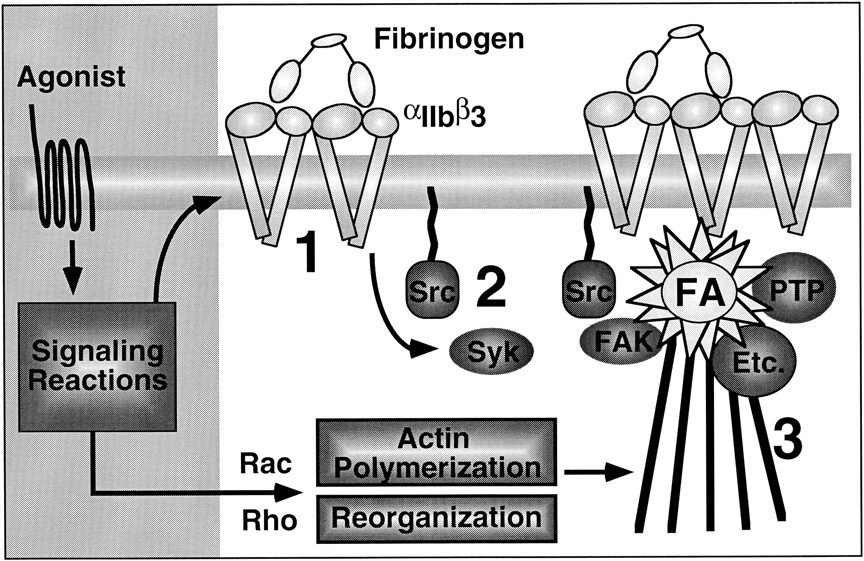 Fibrinogen
Agonist
αIIbβ3
1
Src
2
Syk
Src
FA
PTP
FAK
Etc.
Signaling
Reactions
3
Rac
Rho
Actin
Polymerization
Reorganization